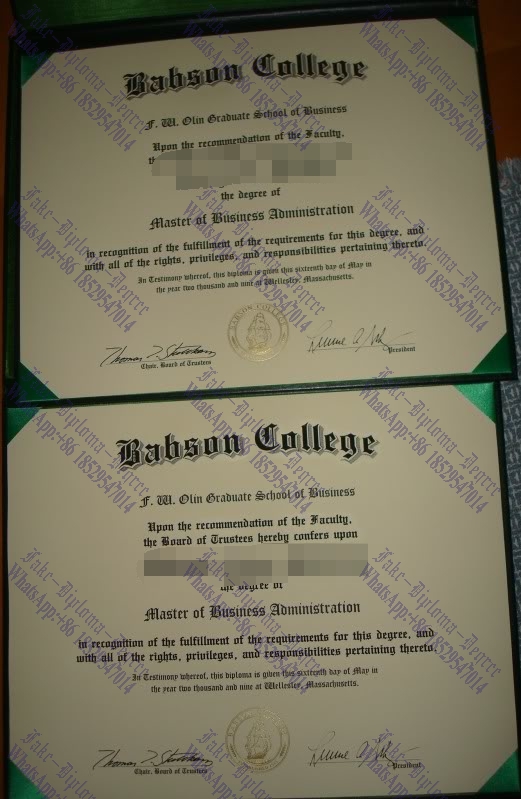 Babson College
F. W. Olin Graduate School of Business
Upon the recommendation of the Faculty,
the degree of
Master of Business Administration
in recognition of the fulfillment of the requirements for this degree, and
with all of the rights, privileges, and responsibilities pertaining thereto.
In Testimony whereof, this diploma is given this sixteenth day of May in
the year two thousand and nine at Wellesley, Massachusetts.
BABSON COLLEGE
Chair, Board of Trustees
President
Babson College
F. W. Olin Graduate School of Business
Upon the recommendation of the Faculty,
the Board of Trustees hereby confers upon
the degree of
Master of Business Administration
in recognition of the fulfillment of the requirements for this degree, and
with all of the rights, privileges, and responsibilities pertaining thereto.
In Testimony whereof, this diploma is given this sixteenth day of May in
the year two thousand and nine at Wellesley, Massachusetts.
Chair, Board of Trustees
President
Fake-Diploma-Degree
WhatsApp:+86 18529547014